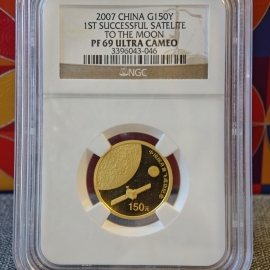 2007 CHINA G150Y
1ST SUCCESSFUL SATELITE
TO THE MOON
PF 69 ULTRA CAMEO
3396043-046
NGC
150元